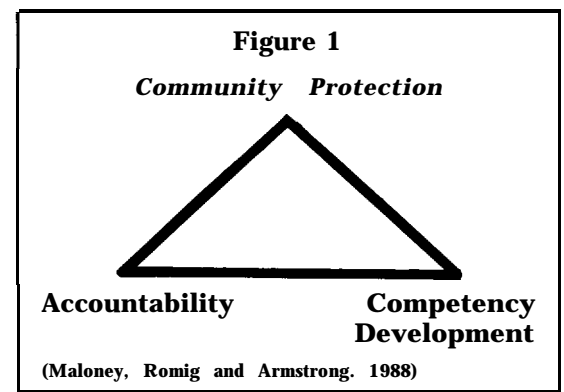 Figure 1
Community Protection
Accountability
Competency
Development
(Maloney, Romig and Armstrong. 1988)